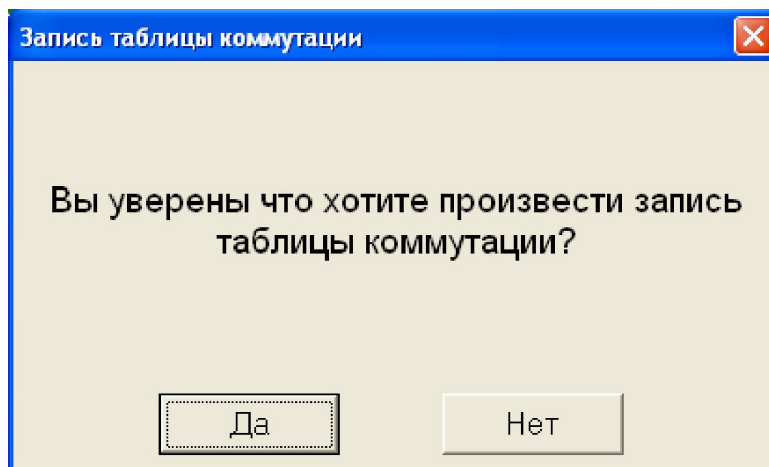 Запись таблицы коммутации
Вы уверены что хотите произвести запись
таблицы коммутации?
Да
Нет